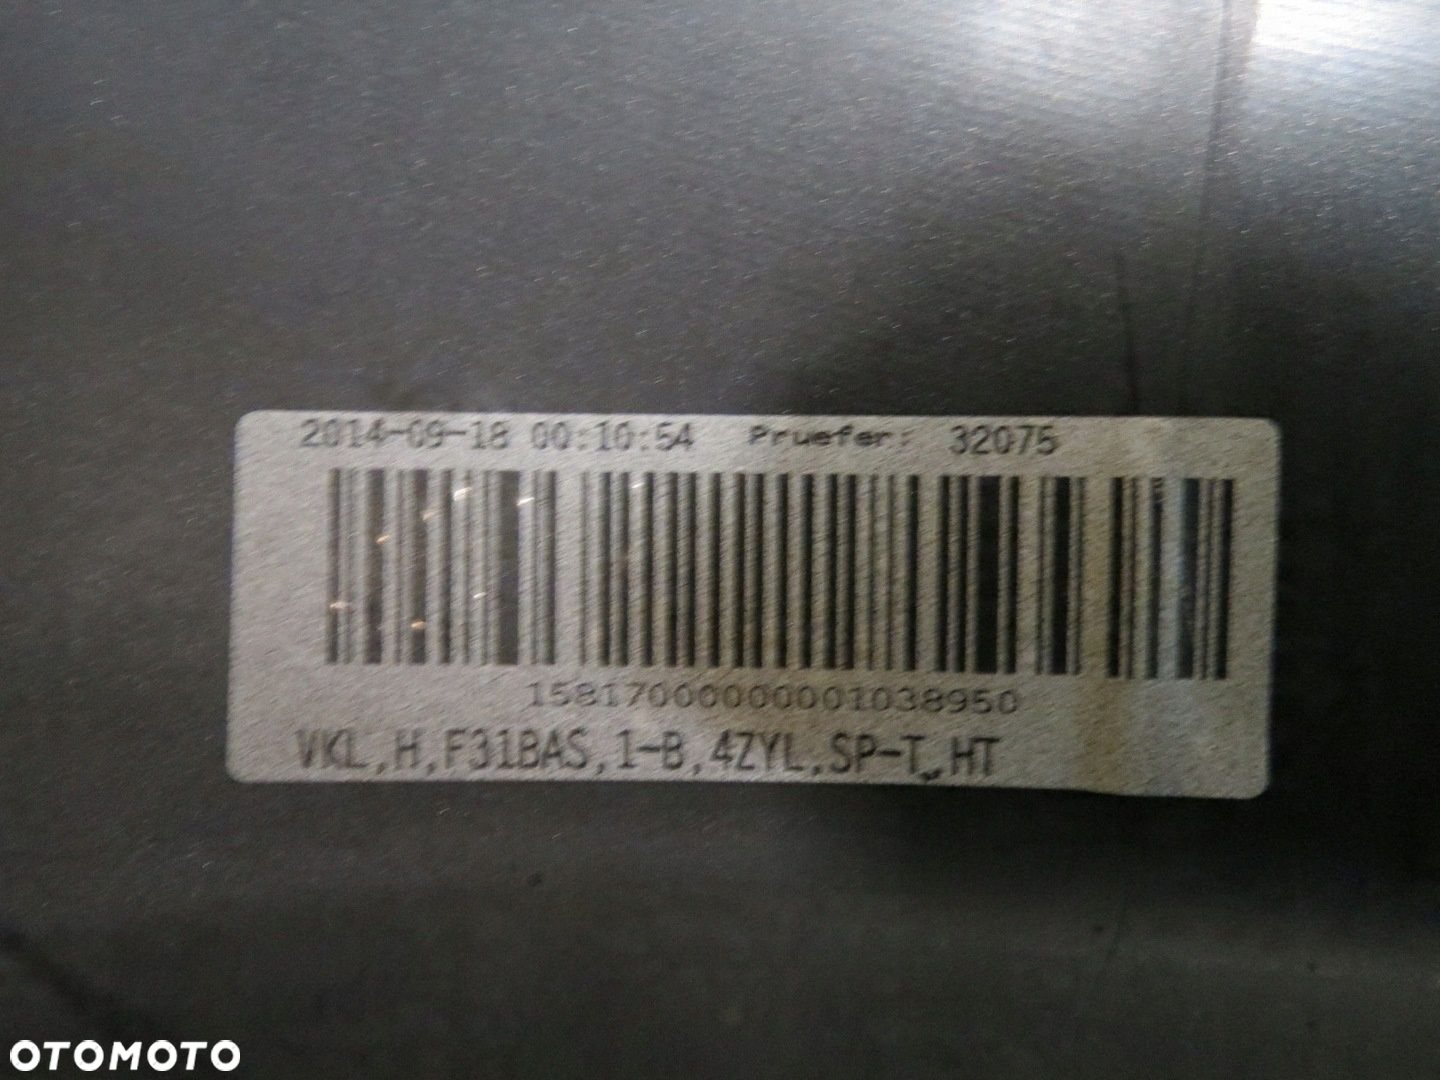 2014-09-18 00:10:54 Pruefer: 32075
15817000000001038950
VKL,H,F31BAS,1-B,4ZYL,SP-T,HT
OTOMOTO